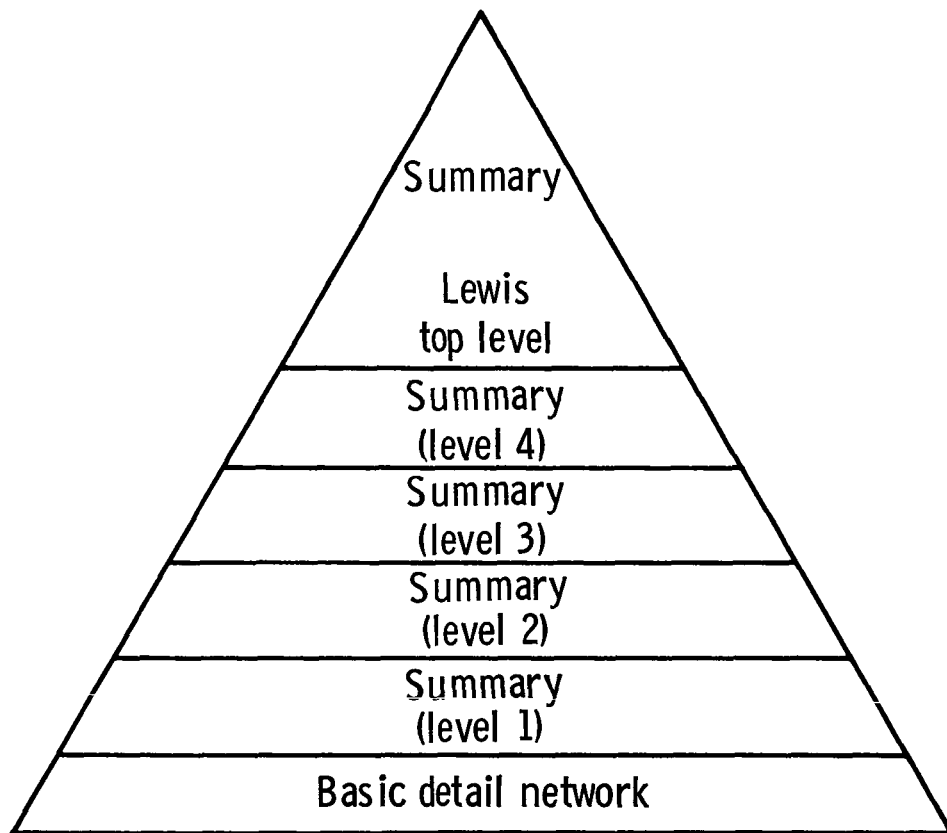 Summary
Lewis
top level
Summary
(level 4)
Summary
(level 3)
Summary
(level 2)
Summary
(level 1)
Basic detail network